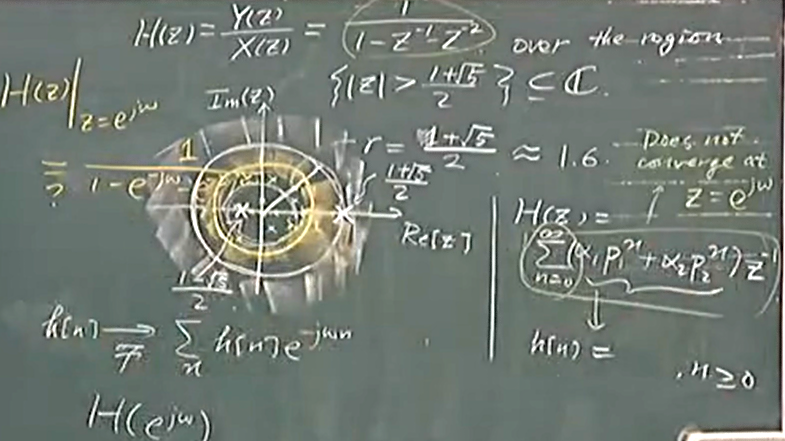 H(z) = Y(z)/X(z) = 1/(1 - z^-1 - z^-2) over the region
{|z| > (1+√5)/2} ⊆ ℂ.
H(z)|z=e^jω
=? 1/(1 - e^-jω
Im(z)
r = (1+√5)/2 ≈ 1.6
(1+√5)/2
Re[z]
(1-√5)/2
Does not
converge at
z = e^jω
H(z) =
∑n=0^∞ (α1 p1^n + α2 p2^n) z^-1
h[n] =
, n ≥ 0
h[n] → ∑n h[n] e^-jωn
H(e^jω)